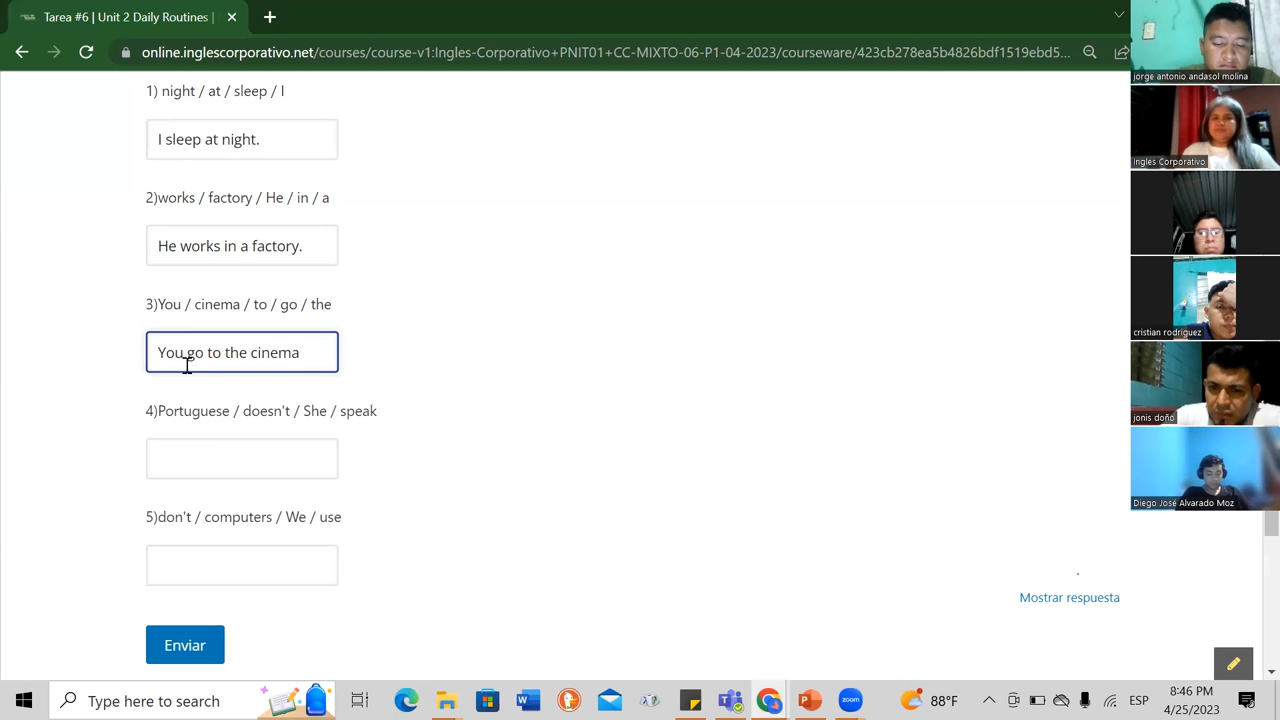 Tarea #6 | Unit 2 Daily Routines |
online.inglescorporativo.net/courses/course-v1:Ingles-Corporativo+PNIT01+CC-MIXTO-06-P1-04-2023/courseware/423cb278ea5b4826bdf1519ebd5...
1) night / at / sleep / I
I sleep at night.
2)works / factory / He / in / a
He works in a factory.
3)You / cinema / to / go / the
You go to the cinema
4)Portuguese / doesn't / She / speak
5)don't / computers / We / use
Mostrar respuesta
Enviar
jorge antonio andasol molina
Ingles Corporativo
cristian rodriguez
jonis doño
Diego José Alvarado Moz
Type here to search
88°F
ESP
8:46 PM
4/25/2023